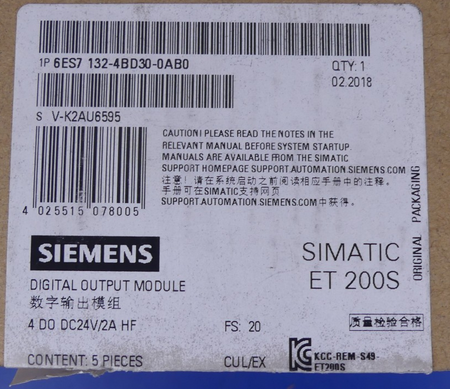 1P 6ES7 132-4BD30-0AB0
QTY: 1
02.2018
S V-K2AU6595
CAUTION! PLEASE READ THE NOTES IN THE
RELEVANT MANUAL BEFORE SYSTEM STARTUP.
MANUALS ARE AVAILABLE FROM THE SIMATIC
SUPPORT HOMEPAGE SUPPORT.AUTOMATION.SIEMENS.COM
注意!请在系统启动之前阅读相应手册中的注释。
手册可在SIMATIC支持网页
SUPPORT.AUTOMATION.SIEMENS.COM中获得。
4 025515 078005
ORIGINAL PACKAGING
SIEMENS
SIMATIC
ET 200S
DIGITAL OUTPUT MODULE
数字输出模组
4 DO DC24V/2A HF
FS: 20
质量检验合格
CONTENT: 5 PIECES
CUL/EX
KCC-REM-S49-
ET200S